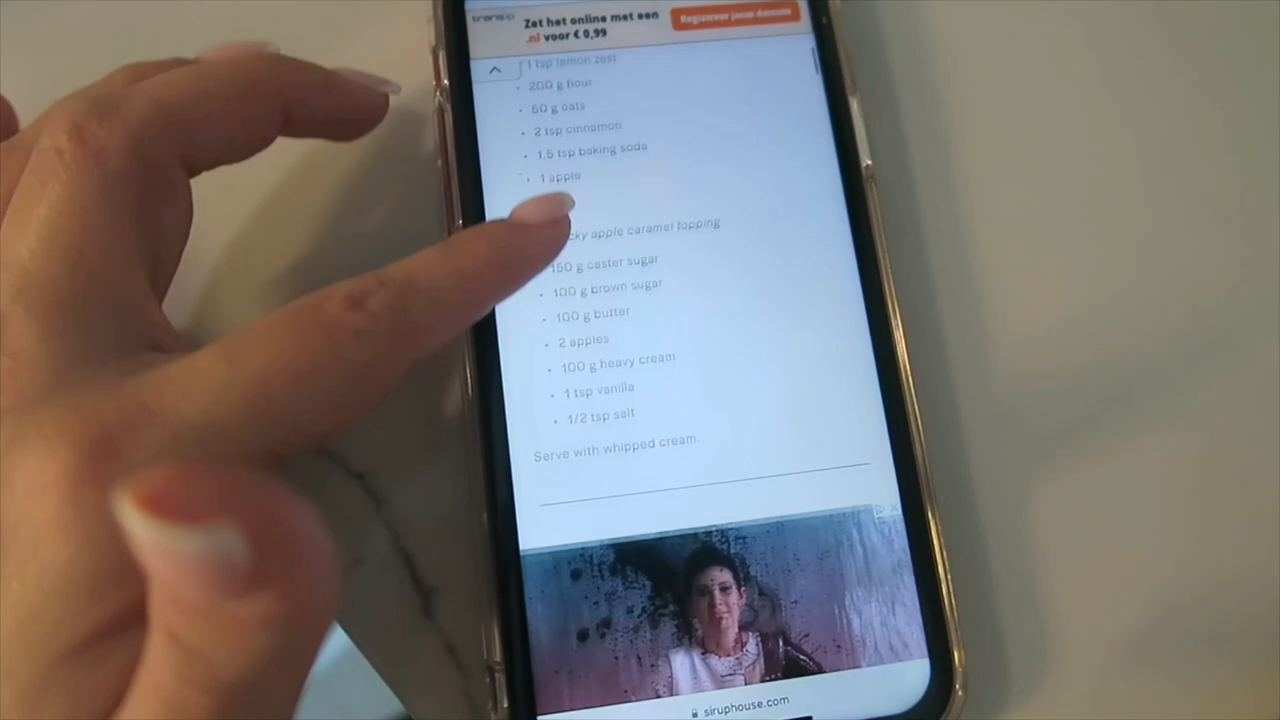 Zet het online met een
.nl voor € 0,99
Registreer jouw domein
1 tsp lemon zest
200 g flour
50 g oats
2 tsp cinnamon
1.5 tsp baking soda
1 apple
apple caramel topping
150 g caster sugar
100 g brown sugar
100 g butter
2 apples
100 g heavy cream
1 tsp vanilla
1/2 tsp salt
Serve with whipped cream.
siruphouse.com